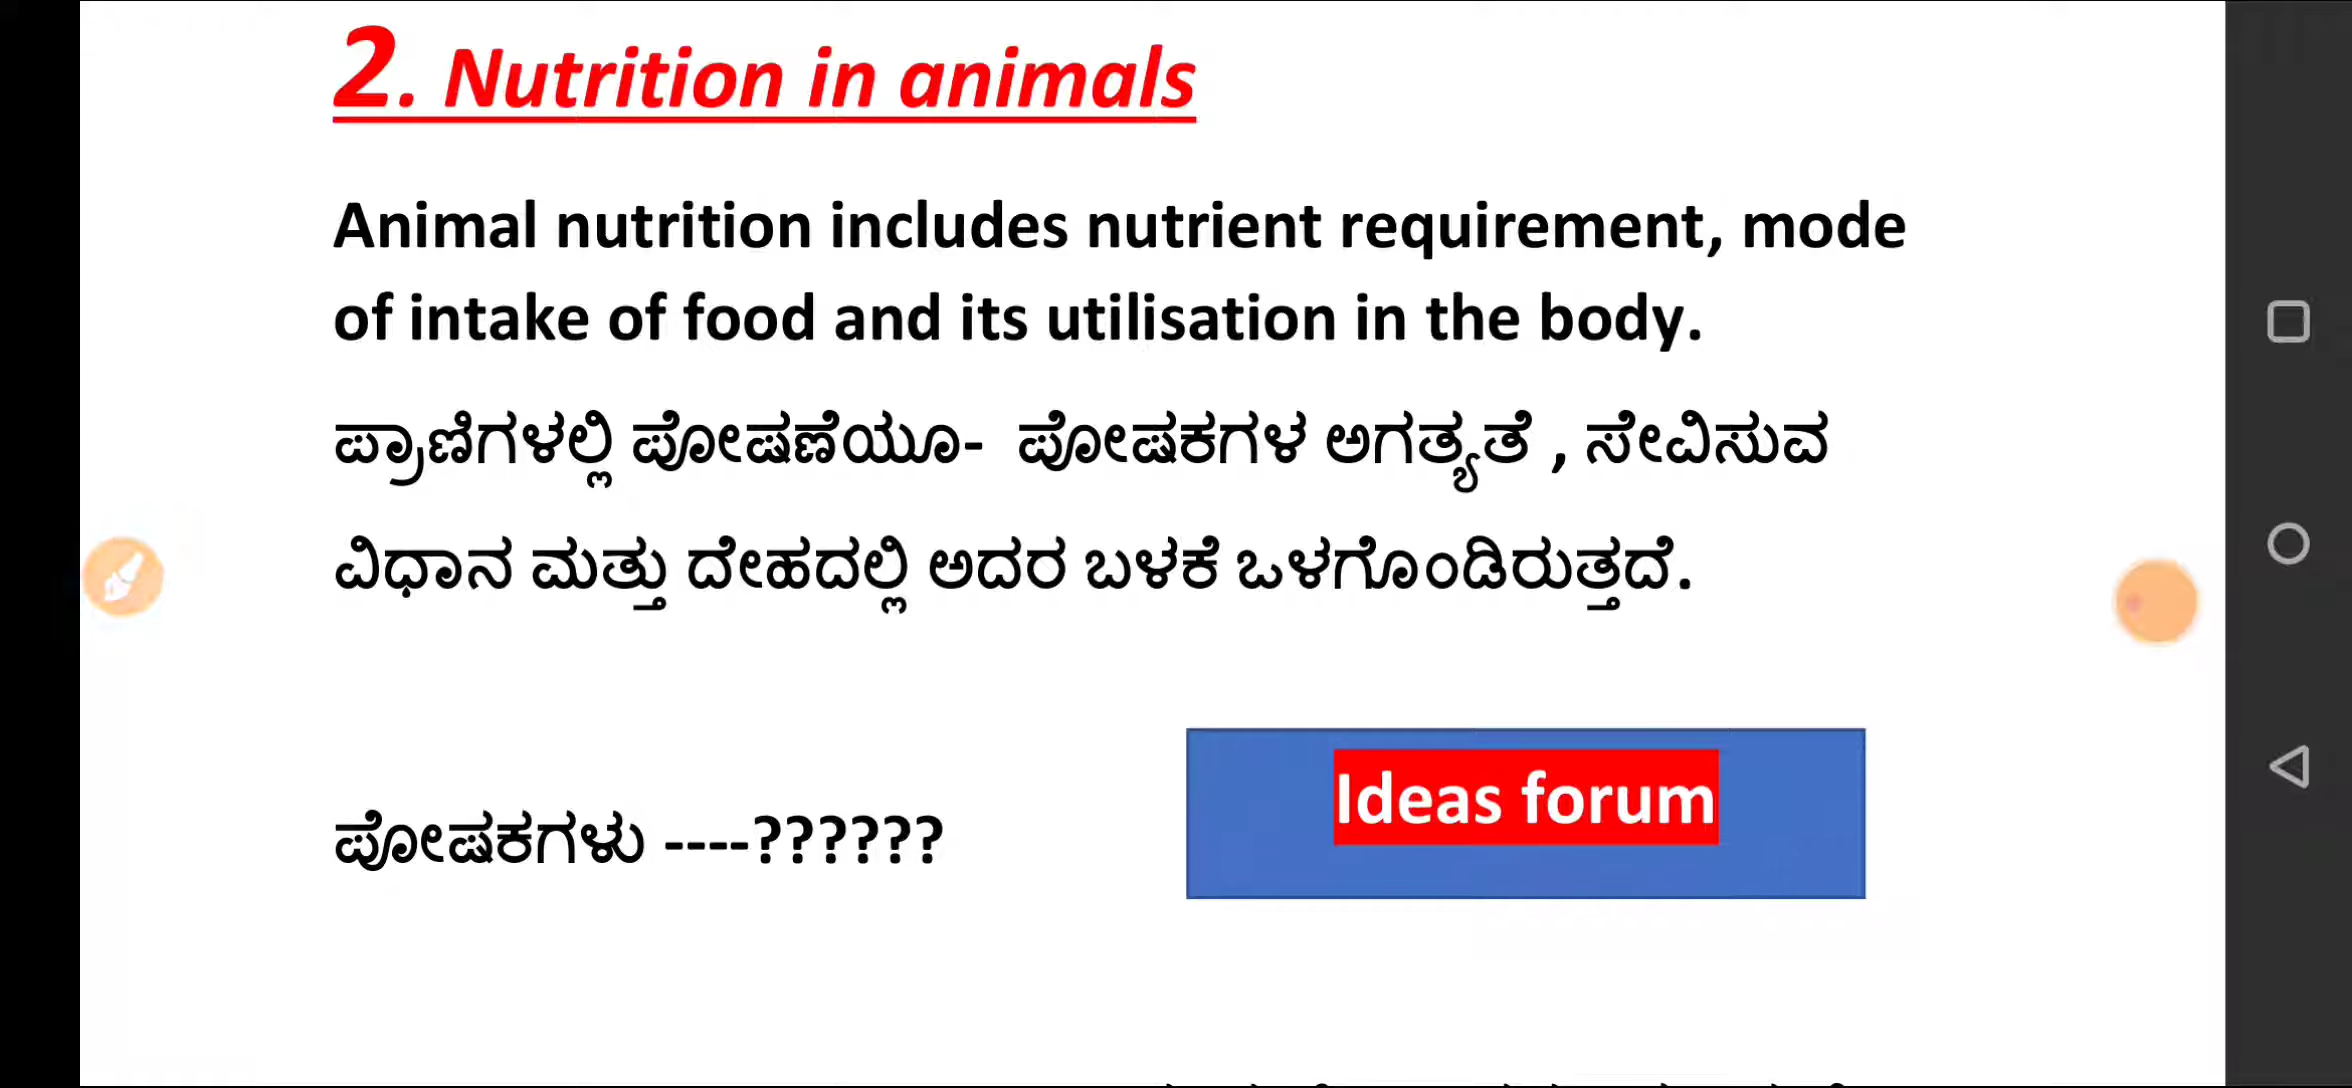 2. Nutrition in animals
Animal nutrition includes nutrient requirement, mode
of intake of food and its utilisation in the body.
ಪ್ರಾಣಿಗಳಲ್ಲಿ ಪೋಷಣೆಯೂ- ಪೋಷಕಗಳ ಅಗತ್ಯತೆ , ಸೇವಿಸುವ
ವಿಧಾನ ಮತ್ತು ದೇಹದಲ್ಲಿ ಅದರ ಬಳಕೆ ಒಳಗೊಂಡಿರುತ್ತದೆ.
Ideas forum
ಪೋಷಕಗಳು ----??????